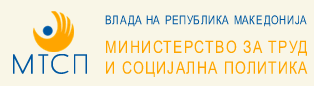 ВЛАДА НА РЕПУБЛИКА МАКЕДОНИЈА
МИНИСТЕРСТВО ЗА ТРУД
И СОЦИЈАЛНА ПОЛИТИКА
МТСП